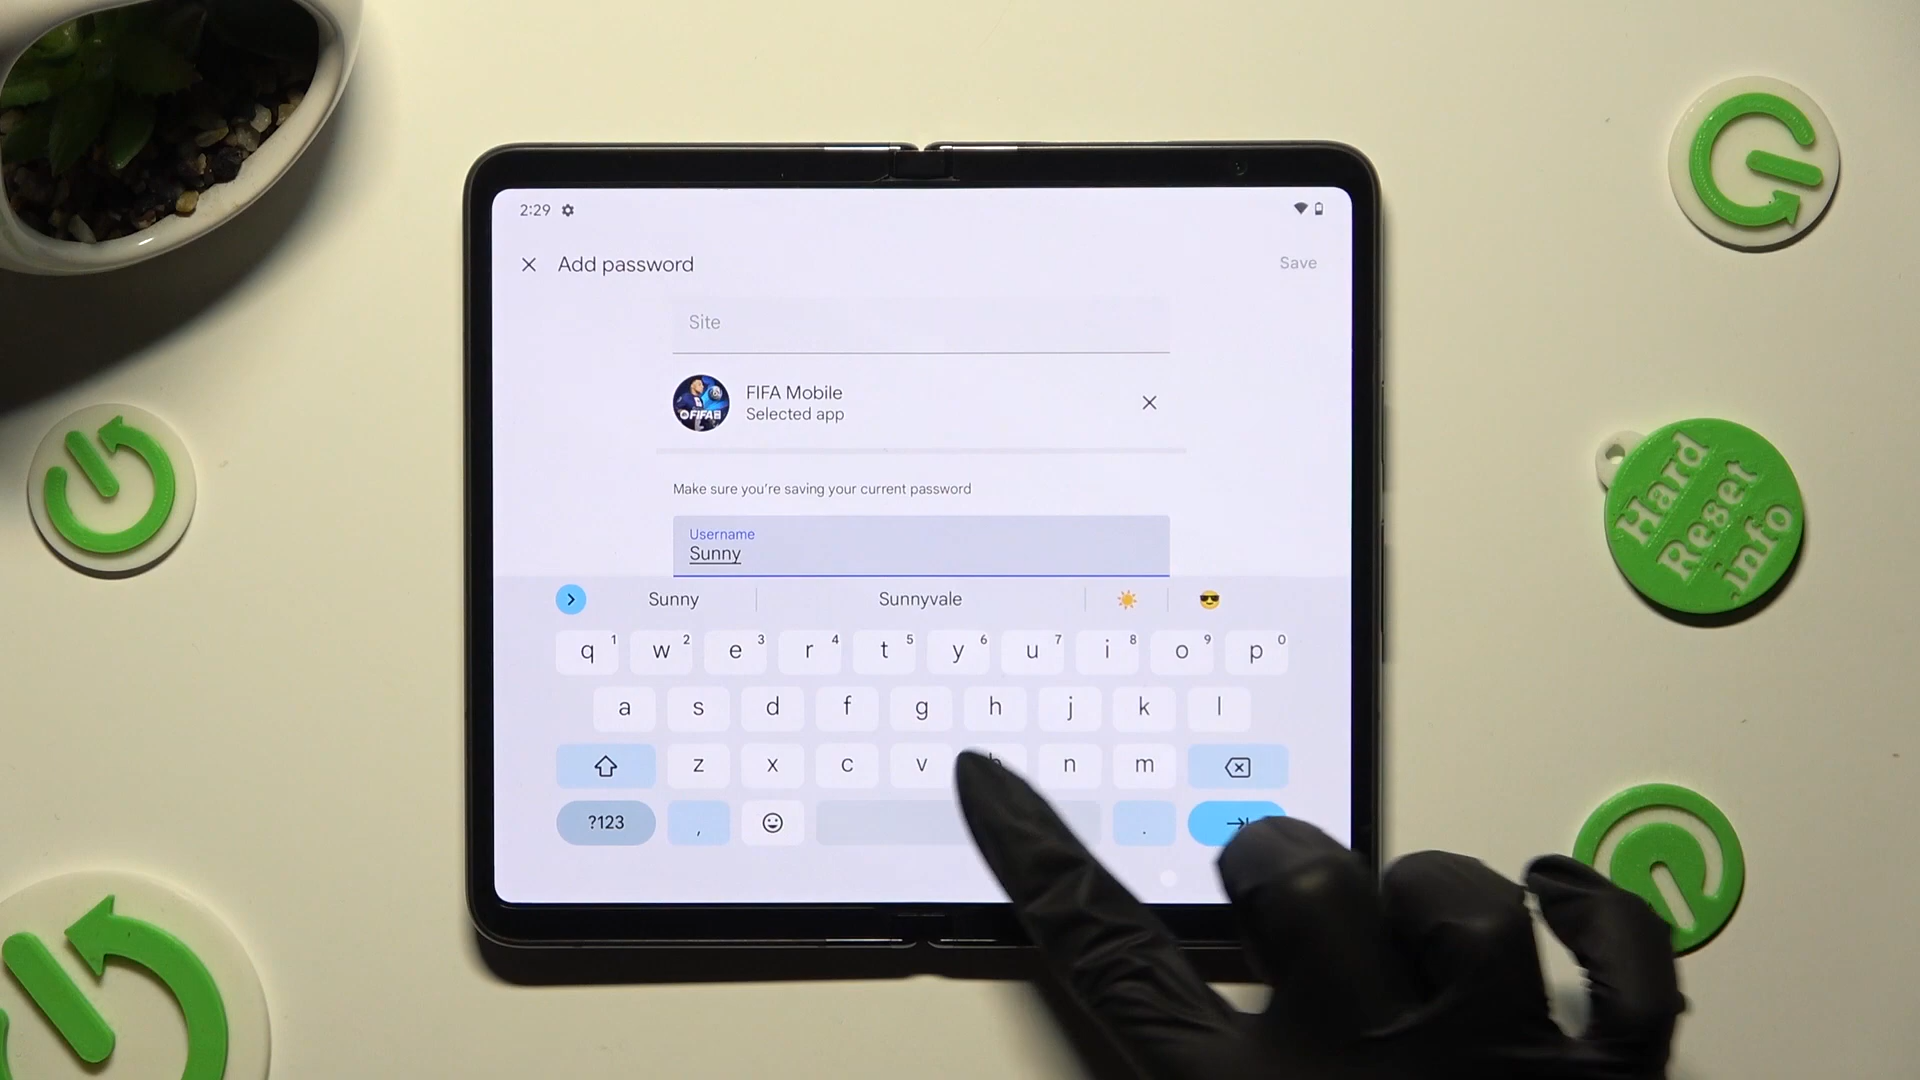 2:29
Add password
Save
Site
FIFA Mobile
Selected app
FIFA
Make sure you're saving your current password
Username
Sunny
Sunny
Sunnyvale
q 1 w 2 e 3 r 4 t 5 y 6 u 7 i 8 o 9 p 0
a s d f g h j k l
z x c v b n m
?123 , .
Hard
Reset
.info